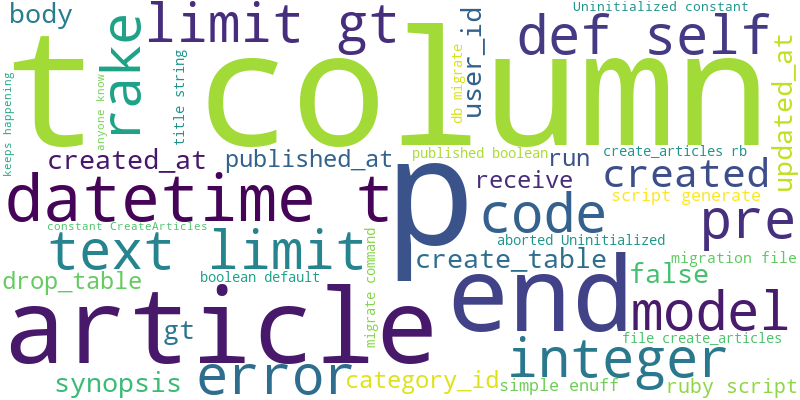 body
limit gt
Uninitialized constant
def self
user_id
rake
t column
db migrate
title string
anyone know
keeps happening
updated_at
created_at
published_at
published boolean
run
create_articles rb
datetime t
p
receive
created
script generate
code
pre
constant CreateArticles
text limit
aborted Uninitialized
create_table
migration file
drop_table
boolean default
migrate command
end
false
article
gt
model
file create_articles
integer
synopsis
error
category_id
simple enuff
ruby script